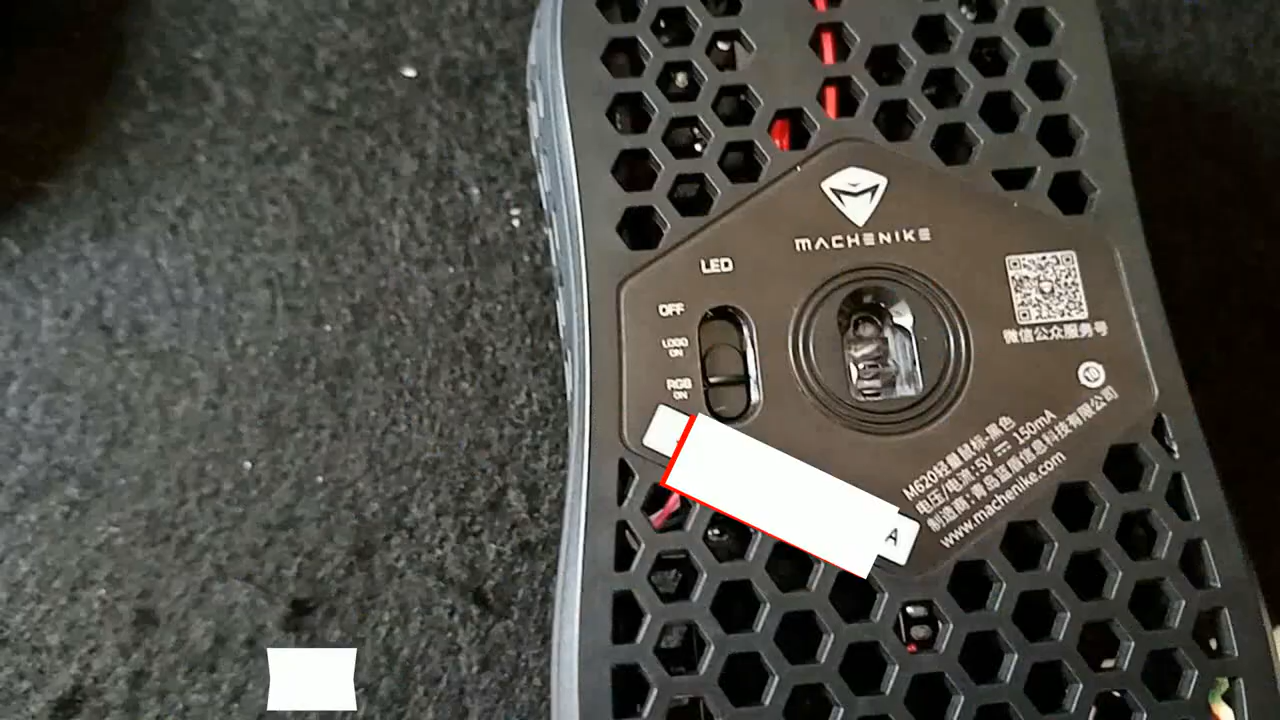 MACHENIKE
LED
OFF
LOGO
ON
RGB
ON
微信公众服务号
10
M620轻量鼠标-黑色
电压/电流:5V ⎓ 150mA
制造商:青岛蓝盾信息科技有限公司
www.machenike.com
A